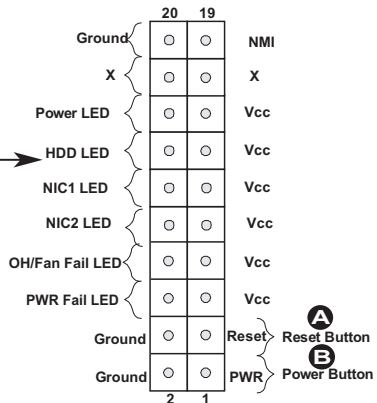 20 19
Ground NMI
X X
Power LED Vcc
HDD LED Vcc
NIC1 LED Vcc
NIC2 LED Vcc
OH/Fan Fail LED Vcc
PWR Fail LED Vcc
A
Ground Reset Reset Button
B
Ground PWR Power Button
2 1